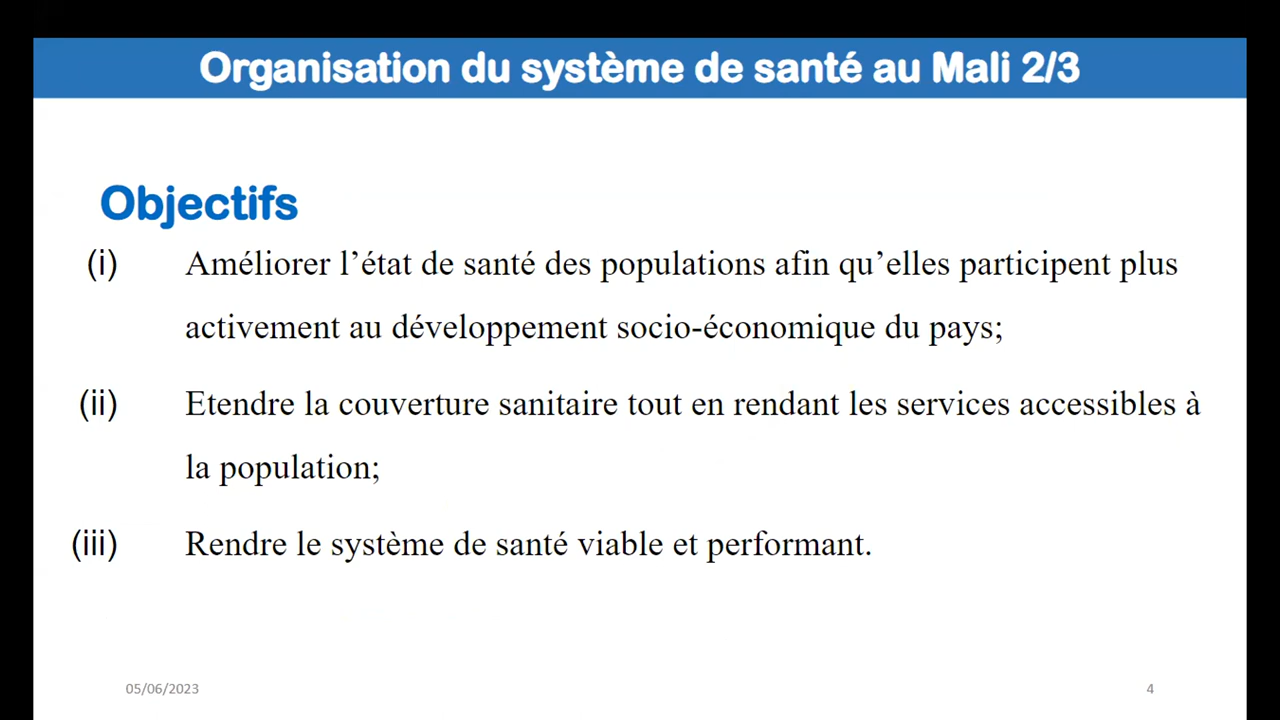 Organisation du système de santé au Mali 2/3
Objectifs
(i) Améliorer l’état de santé des populations afin qu’elles participent plus
activement au développement socio-économique du pays;
(ii) Etendre la couverture sanitaire tout en rendant les services accessibles à
la population;
(iii) Rendre le système de santé viable et performant.
05/06/2023
4